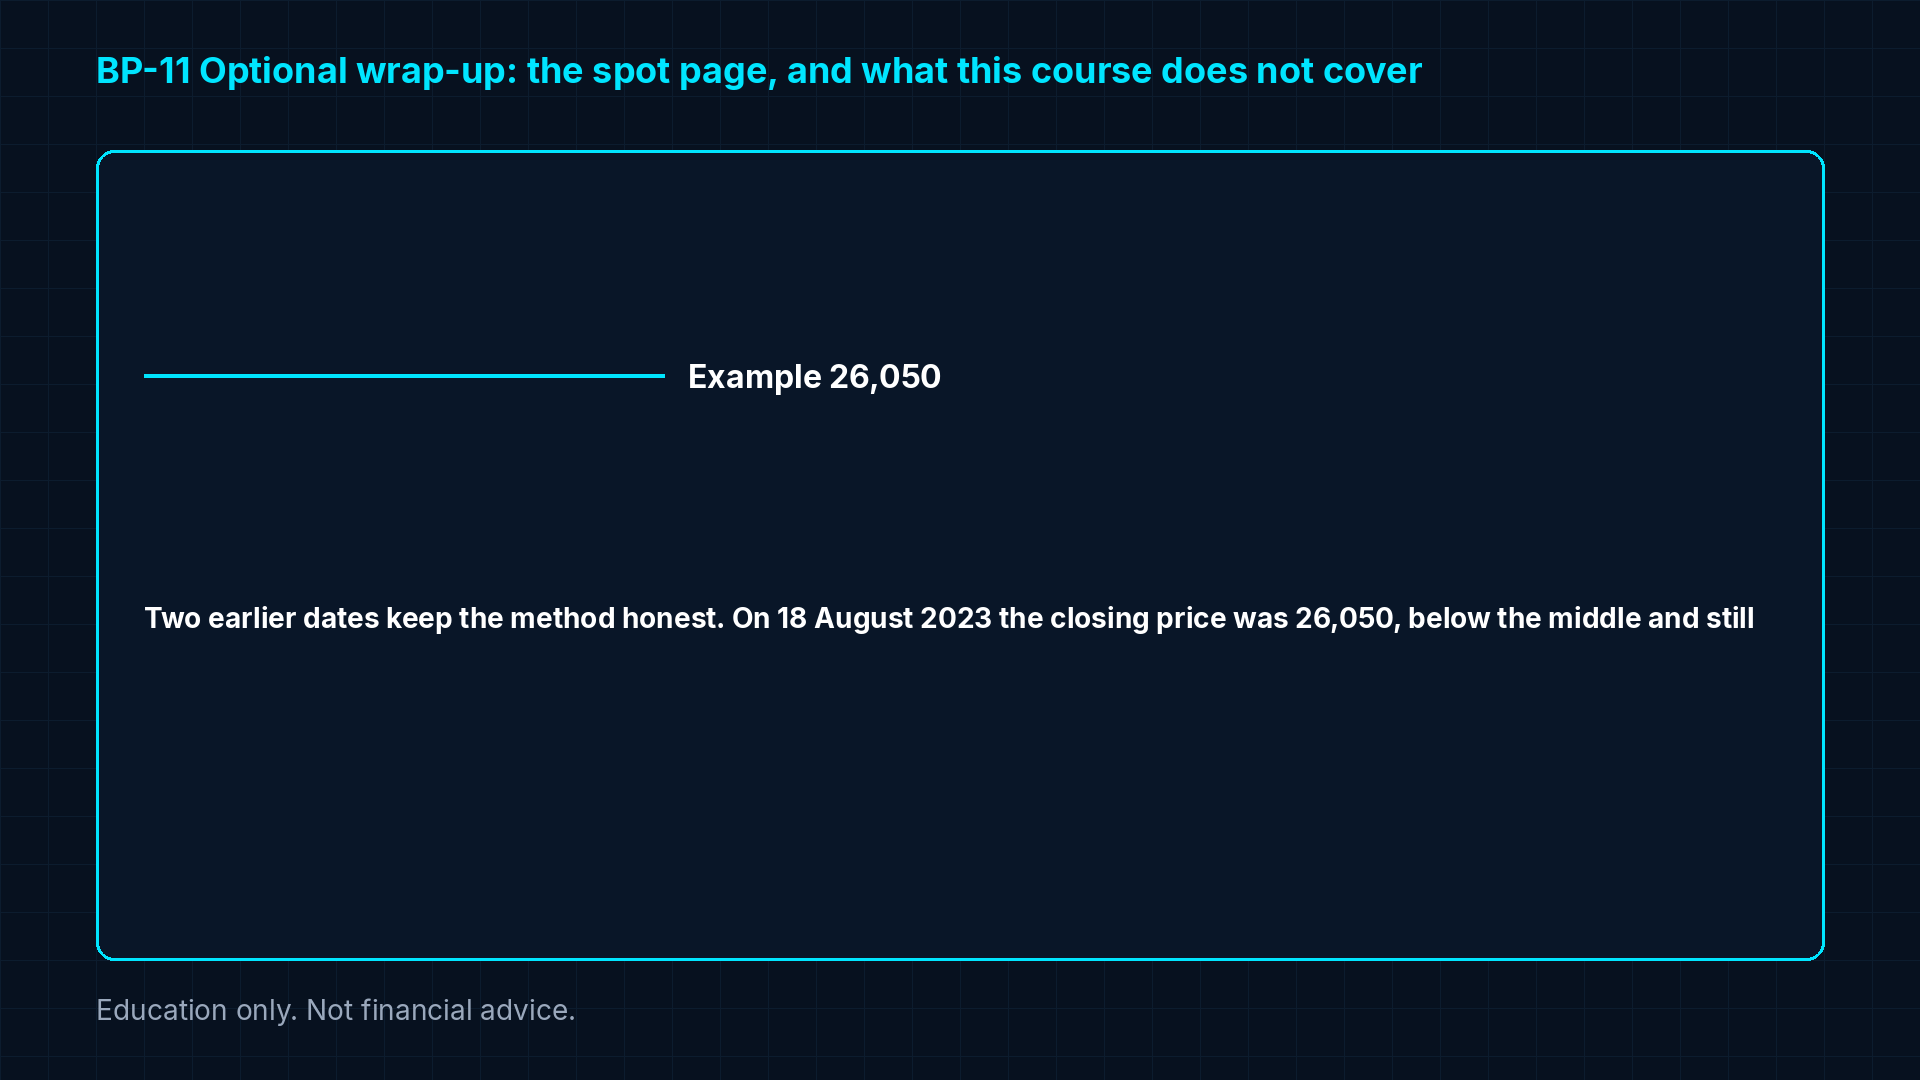 BP-11 Optional wrap-up: the spot page, and what this course does not cover
Example 26,050
Two earlier dates keep the method honest. On 18 August 2023 the closing price was 26,050, below the middle and still
Education only. Not financial advice.